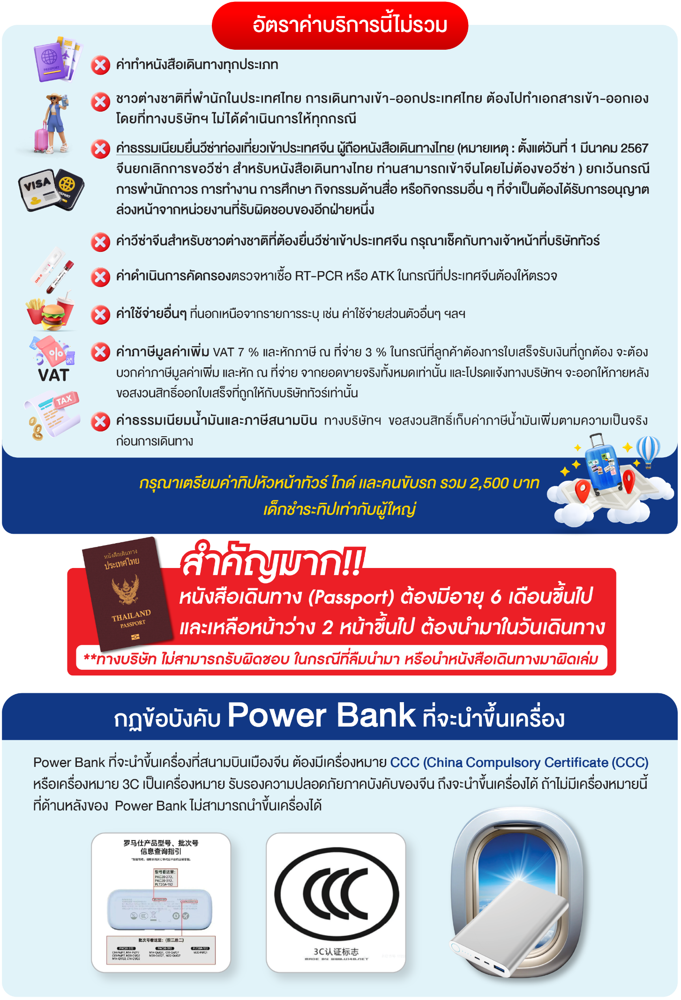 อัตราค่าบริการนี้ไม่รวม
PASSPORT
ค่าทำหนังสือเดินทางทุกประเภท
ชาวต่างชาติที่พำนักในประเทศไทย การเดินทางเข้า-ออกประเทศไทย ต้องไปทำเอกสารเข้า-ออกเอง
โดยที่ทางบริษัทฯ ไม่ได้ดำเนินการให้ทุกกรณี
ค่าธรรมเนียมยื่นวีซ่าท่องเที่ยวเข้าประเทศจีน ผู้ถือหนังสือเดินทางไทย (หมายเหตุ : ตั้งแต่วันที่ 1 มีนาคม 2567
จีนยกเลิกการขอวีซ่า สำหรับหนังสือเดินทางไทย ท่านสามารถเข้าจีนโดยไม่ต้องขอวีซ่า ) ยกเว้นกรณี
การพำนักถาวร การทำงาน การศึกษา กิจกรรมด้านสื่อ หรือกิจกรรมอื่น ๆ ที่จำเป็นต้องได้รับการอนุญาต
ล่วงหน้าจากหน่วยงานที่รับผิดชอบของอีกฝ่ายหนึ่ง
VISA
ค่าวีซ่าจีนสำหรับชาวต่างชาติที่ต้องยื่นวีซ่าเข้าประเทศจีน กรุณาเช็คกับทางเจ้าหน้าที่บริษัททัวร์
COVID-19
ค่าดำเนินการคัดกรองตรวจหาเชื้อ RT-PCR หรือ ATK ในกรณีที่ประเทศจีนต้องให้ตรวจ
ค่าใช้จ่ายอื่นๆ ที่นอกเหนือจากรายการระบุ เช่น ค่าใช้จ่ายส่วนตัวอื่นๆ ฯลฯ
ค่าภาษีมูลค่าเพิ่ม VAT 7 % และหักภาษี ณ ที่จ่าย 3 % ในกรณีที่ลูกค้าต้องการใบเสร็จรับเงินที่ถูกต้อง จะต้อง
บวกค่าภาษีมูลค่าเพิ่ม และหัก ณ ที่จ่าย จากยอดขายจริงทั้งหมดเท่านั้น และโปรดแจ้งทางบริษัทฯ จะออกให้ภายหลัง
ขอสงวนสิทธิ์ออกใบเสร็จที่ถูกให้กับบริษัททัวร์เท่านั้น
VAT
TAX
ค่าธรรมเนียมน้ำมันและภาษีสนามบิน ทางบริษัทฯ ขอสงวนสิทธิ์เก็บค่าภาษีน้ำมันเพิ่มตามความเป็นจริง
ก่อนการเดินทาง
กรุณาเตรียมค่าทิปหัวหน้าทัวร์ ไกด์ และคนขับรถ รวม 2,500 บาท
เด็กชำระทิปเท่ากับผู้ใหญ่
หนังสือเดินทาง
ประเทศไทย
THAILAND
PASSPORT
สำคัญมาก!!
หนังสือเดินทาง (Passport) ต้องมีอายุ 6 เดือนขึ้นไป
และเหลือหน้าว่าง 2 หน้าขึ้นไป ต้องนำมาในวันเดินทาง
**ทางบริษัท ไม่สามารถรับผิดชอบ ในกรณีที่ลืมนำมา หรือนำหนังสือเดินทางมาผิดเล่ม
กฎข้อบังคับ Power Bank ที่จะนำขึ้นเครื่อง
Power Bank ที่จะนำขึ้นเครื่องที่สนามบินเมืองจีน ต้องมีเครื่องหมาย CCC (China Compulsory Certificate (CCC)
หรือเครื่องหมาย 3C เป็นเครื่องหมาย รับรองความปลอดภัยภาคบังคับของจีน ถึงจะนำขึ้นเครื่องได้ ถ้าไม่มีเครื่องหมายนี้
ที่ด้านหลังของ Power Bank ไม่สามารถนำขึ้นเครื่องได้
罗马仕产品型号、批次号
信息查询指引
型号看这里:
PAC20-272、
PAC20-392、
PLT20A-152
批次号看这里: (前三后二)
PAC20-272
PAC20-392
PLT20A-152
CCC
3C认证标志
MADE BY WWW.U148.NET